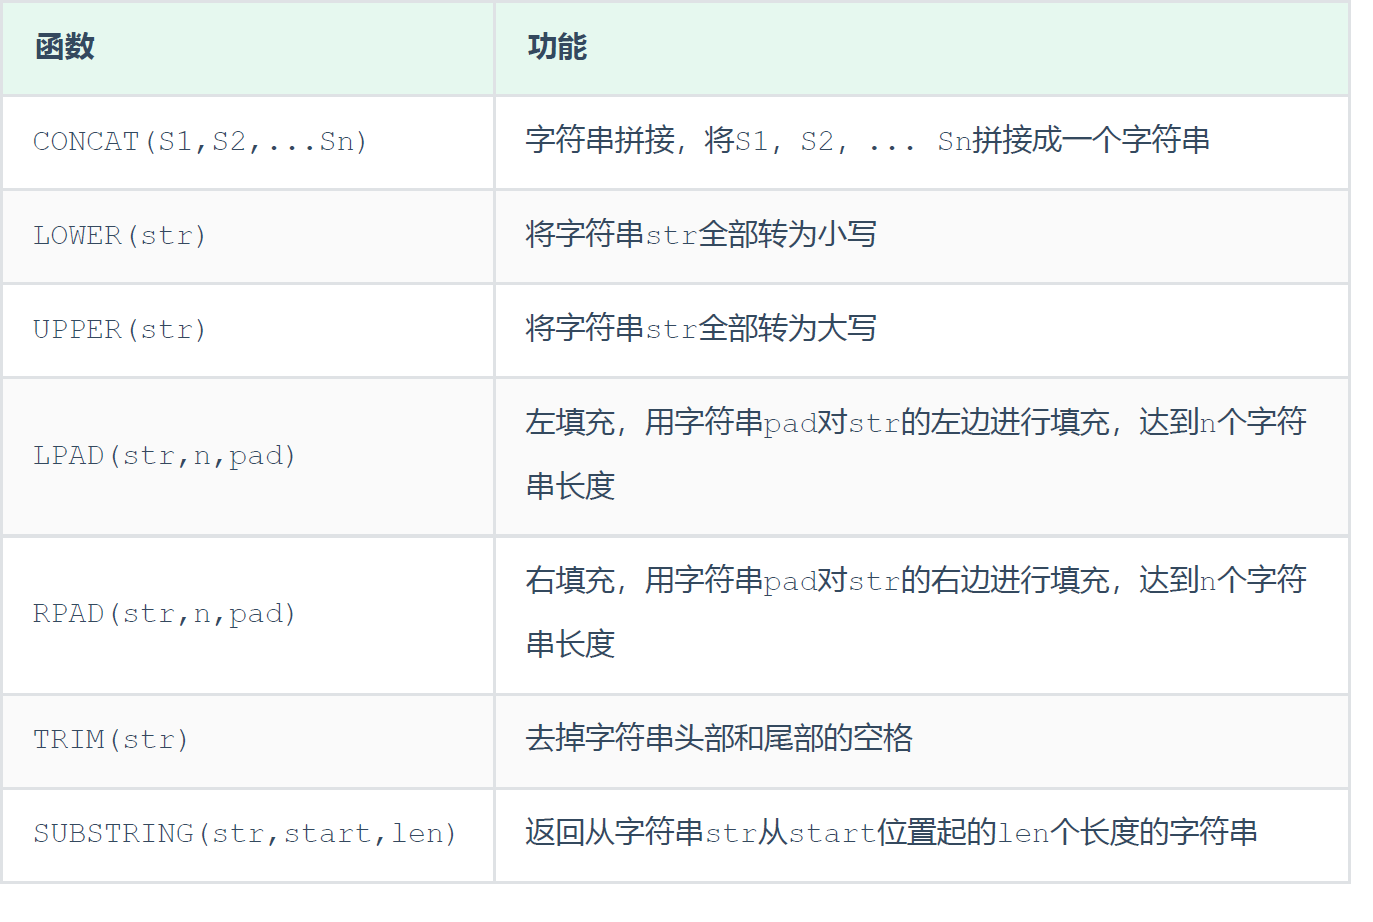 函数 功能
CONCAT(S1,S2,...Sn) 字符串拼接，将S1，S2，... Sn拼接成一个字符串
LOWER(str) 将字符串str全部转为小写
UPPER(str) 将字符串str全部转为大写
LPAD(str,n,pad) 左填充，用字符串pad对str的左边进行填充，达到n个字符
串长度
RPAD(str,n,pad) 右填充，用字符串pad对str的右边进行填充，达到n个字符
串长度
TRIM(str) 去掉字符串头部和尾部的空格
SUBSTRING(str,start,len) 返回从字符串str从start位置起的len个长度的字符串